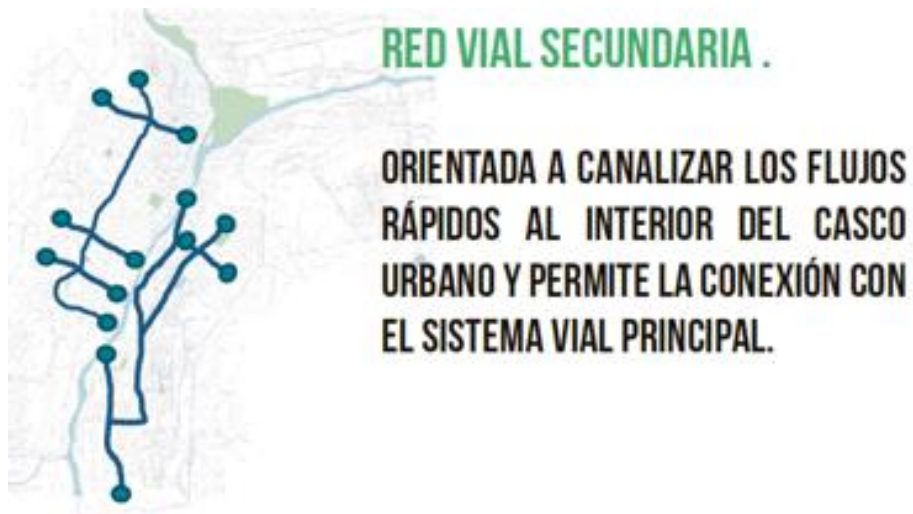 RED VIAL SECUNDARIA .
ORIENTADA A CANALIZAR LOS FLUJOS
RÁPIDOS AL INTERIOR DEL CASCO
URBANO Y PERMITE LA CONEXIÓN CON
EL SISTEMA VIAL PRINCIPAL.